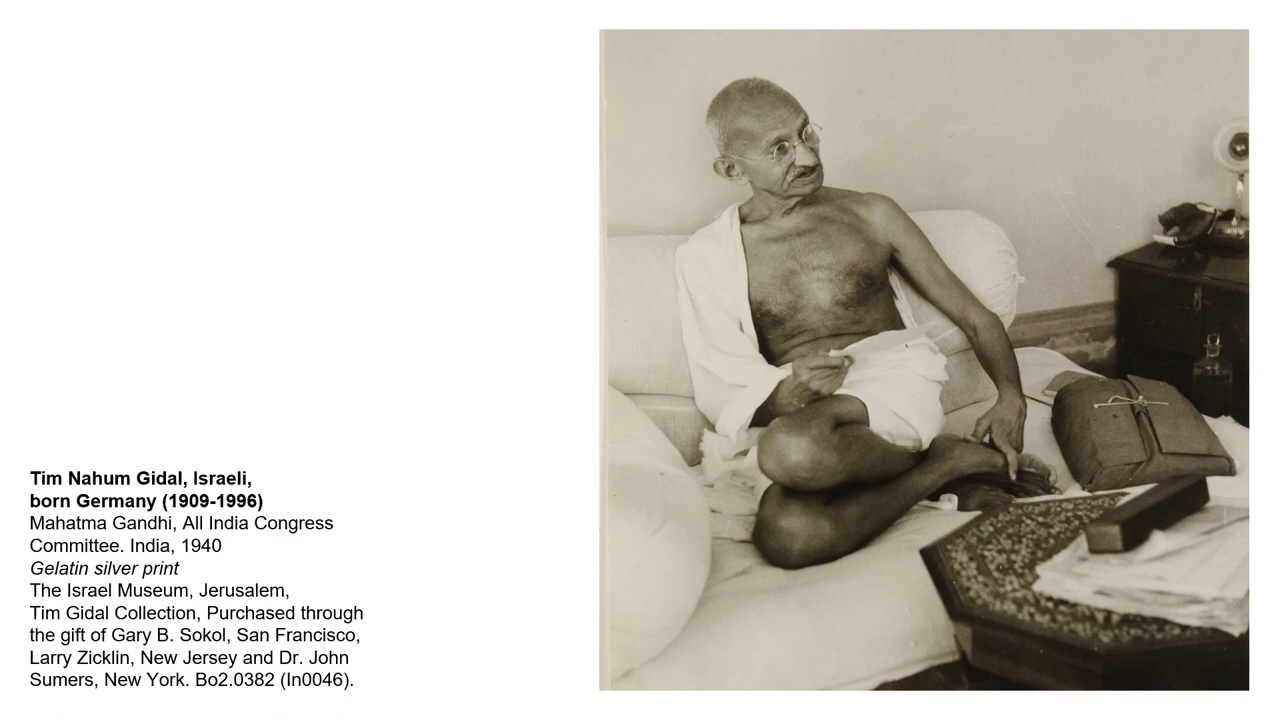 Tim Nahum Gidal, Israeli,
born Germany (1909-1996)
Mahatma Gandhi, All India Congress
Committee. India, 1940
Gelatin silver print
The Israel Museum, Jerusalem,
Tim Gidal Collection, Purchased through
the gift of Gary B. Sokol, San Francisco,
Larry Zicklin, New Jersey and Dr. John
Sumers, New York. Bo2.0382 (In0046).